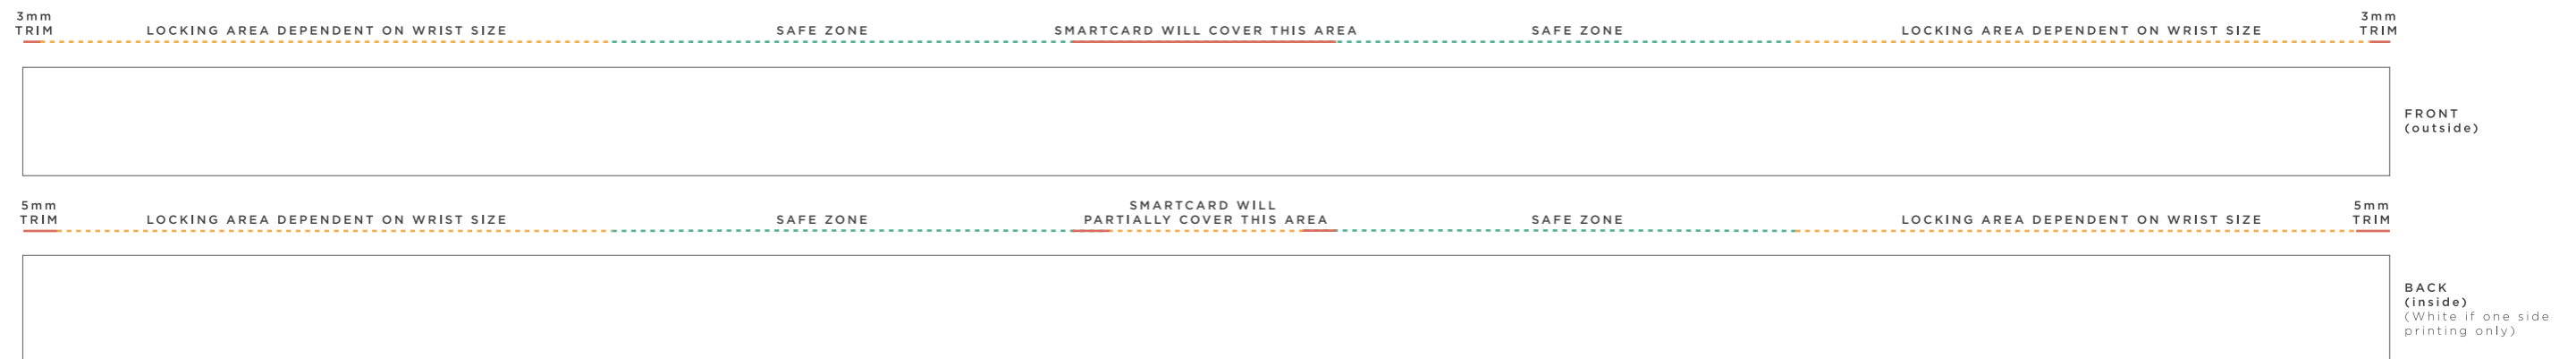 3mm
TRIM
LOCKING AREA DEPENDENT ON WRIST SIZE
SAFE ZONE
SMARTCARD WILL COVER THIS AREA
SAFE ZONE
LOCKING AREA DEPENDENT ON WRIST SIZE
3mm
TRIM
FRONT
(outside)
5mm
TRIM
LOCKING AREA DEPENDENT ON WRIST SIZE
SAFE ZONE
SMARTCARD WILL
PARTIALLY COVER THIS AREA
SAFE ZONE
LOCKING AREA DEPENDENT ON WRIST SIZE
5mm
TRIM
BACK
(inside)
(White if one side
printing only)